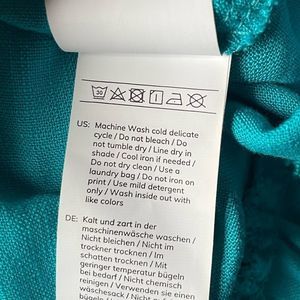 30
US: Machine Wash cold delicate
cycle / Do not bleach / Do
not tumble dry / Line dry in
shade / Cool iron if needed /
Do not dry clean / Use a
laundry bag / Do not iron on
print / Use mild detergent
only / Wash inside out with
like colors
DE: Kalt und zart in der
maschinenwäsche waschen /
Nicht bleichen / Nicht im
trockner trocknen / Im
schatten trocknen / Mit
geringer temperatur bügeln
bei bedarf / Nicht chemisch
reinigen / Verwenden sie einen